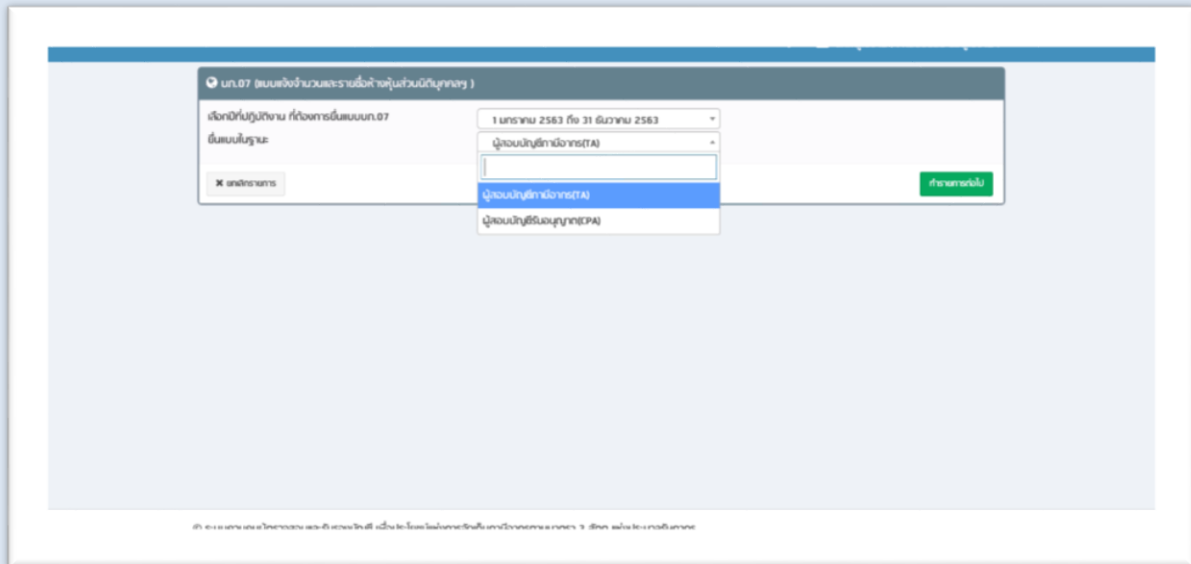 บภ.07 (แบบแจ้งจำนวนและรายชื่อห้างหุ้นส่วนนิติบุคคลฯ )
เลือกปีที่ปฏิบัติงาน ที่ต้องการยื่นแบบบภ.07
1 มกราคม 2563 ถึง 31 ธันวาคม 2563
ยื่นแบบในฐานะ
ผู้สอบบัญชีภาษีอากร(TA)
ผู้สอบบัญชีภาษีอากร(TA)
ผู้สอบบัญชีรับอนุญาต(CPA)
✖ ยกเลิกรายการ
ทำรายการต่อไป